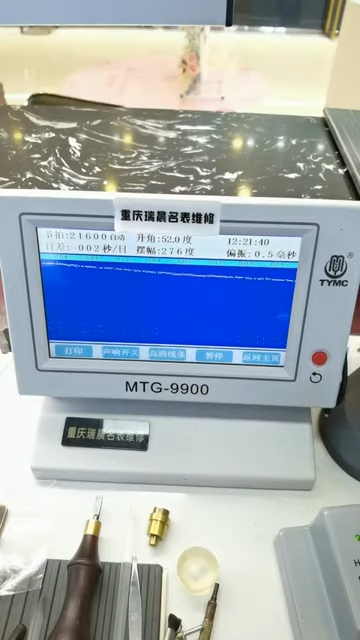 重庆瑞晨名表维修
节拍:21600自动 开角:52.0度 12:21:40
日差: 002秒/日 摆幅:276度 偏振:0.5毫秒
TYMC
打印 声响开关 高清线条 暂停 返回主页
MTG-9900
重庆瑞晨名表维修
H